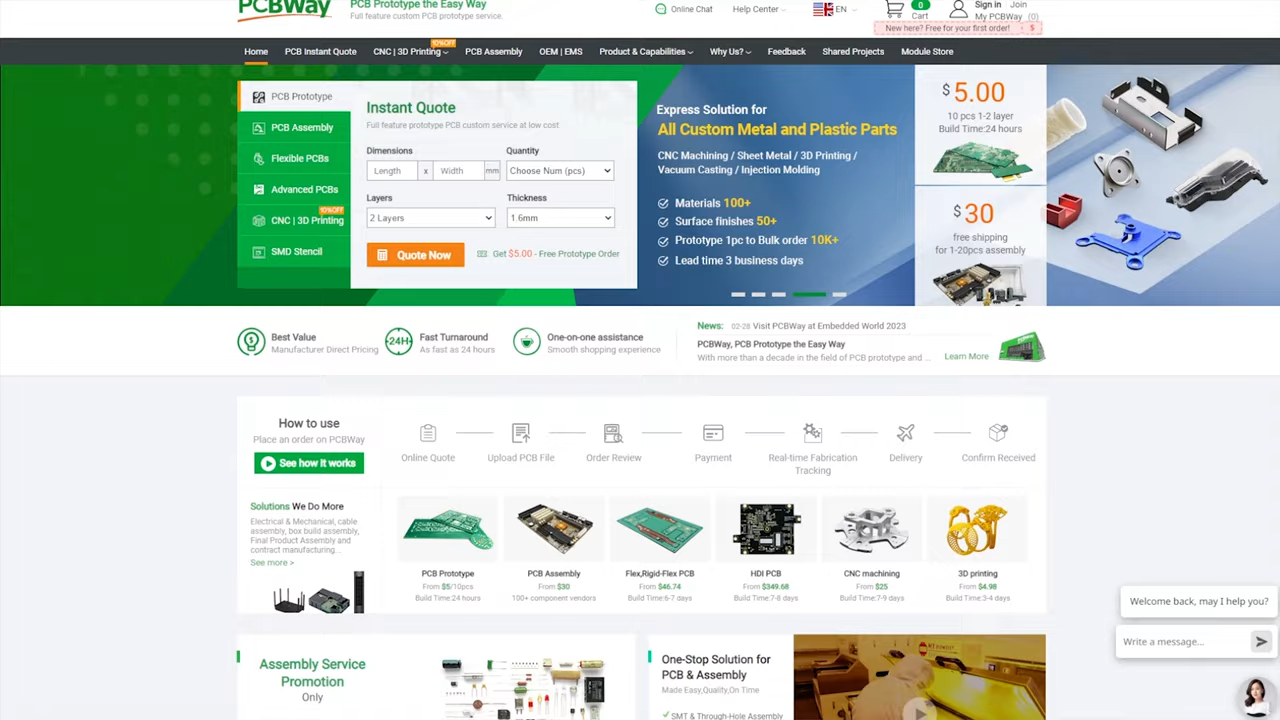 PCBWay
PCB Prototype the Easy Way
Full feature custom PCB prototype service.
Online Chat
Help Center
EN
0
Cart
Sign in Join
My PCBWay (0)
New here? Free for your first order! $
Home
PCB Instant Quote
CNC | 3D Printing
10%OFF
PCB Assembly
OEM | EMS
Product & Capabilities
Why Us?
Feedback
Shared Projects
Module Store
PCB Prototype
PCB Assembly
Flexible PCBs
Advanced PCBs
10%OFF
CNC | 3D Printing
SMD Stencil
Instant Quote
Full feature prototype PCB custom service at low cost.
Dimensions
Quantity
Length x Width mm
Choose Num (pcs)
Layers
Thickness
2 Layers
1.6mm
Quote Now
Get $5.00 - Free Prototype Order
Express Solution for
All Custom Metal and Plastic Parts
CNC Machining / Sheet Metal / 3D Printing /
Vacuum Casting / Injection Molding
Materials 100+
Surface finishes 50+
Prototype 1pc to Bulk order 10K+
Lead time 3 business days
$5.00
10 pcs 1-2 layer
Build Time:24 hours
$30
free shipping
for 1-20pcs assembly
Best Value
Manufacturer Direct Pricing
24H
Fast Turnaround
As fast as 24 hours
One-on-one assistance
Smooth shopping experience
News: 02-28 Visit PCBWay at Embedded World 2023
PCBWay, PCB Prototype the Easy Way
With more than a decade in the field of PCB prototype and ...
Learn More
How to use
Place an order on PCBWay
See how it works
Online Quote
Upload PCB File
Order Review
Payment
Real-time Fabrication
Tracking
Delivery
Confirm Received
Solutions We Do More
Electrical & Mechanical, cable
assembly, box build assembly,
Final Product Assembly and
contract manufacturing...
See more >
PCB Prototype
From $5/10pcs
Build Time:24 hours
PCB Assembly
From $30
100+ component vendors
Flex,Rigid-Flex PCB
From $46.74
Build Time:6-7 days
HDI PCB
From $349.68
Build Time:7-8 days
CNC machining
From $25
Build Time:7-9 days
3D printing
From $4.98
Build Time:3-4 days
Welcome back, may I help you?
Write a message...
Assembly Service
Promotion
Only
One-Stop Solution for
PCB & Assembly
Made Easy,Quality,On Time
SMT & Through-Hole Assembly